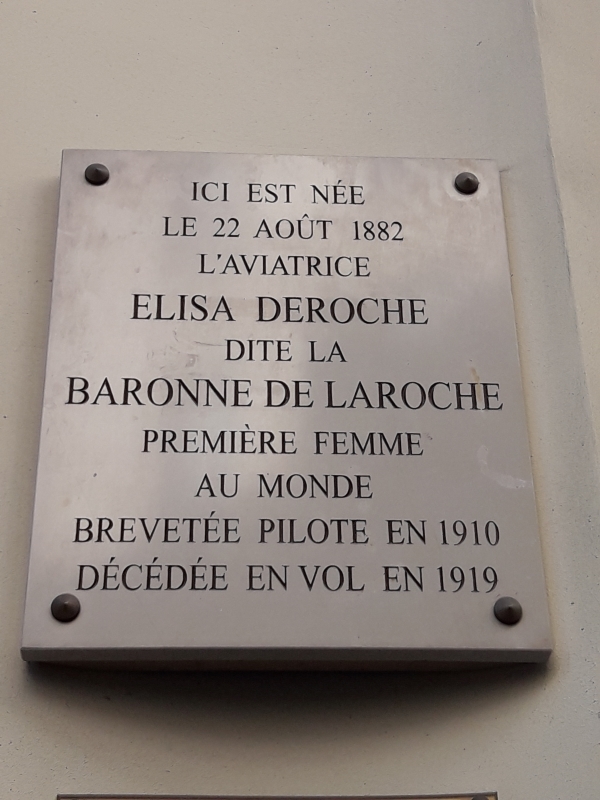 ICI EST NÉE
LE 22 AOÛT 1882
L'AVIATRICE
ELISA DEROCHE
DITE LA
BARONNE DE LAROCHE
PREMIÈRE FEMME
AU MONDE
BREVETÉE PILOTE EN 1910
DÉCÉDÉE EN VOL EN 1919